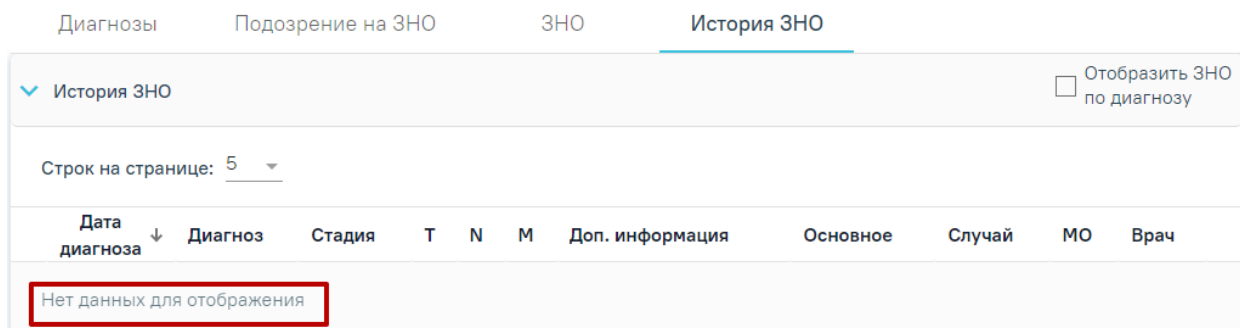 Диагнозы Подозрение на ЗНО ЗНО История ЗНО
История ЗНО
Отобразить ЗНО
по диагнозу
Строк на странице: 5
Дата диагноза Диагноз Стадия T N M Доп. информация Основное Случай МО Врач
Нет данных для отображения